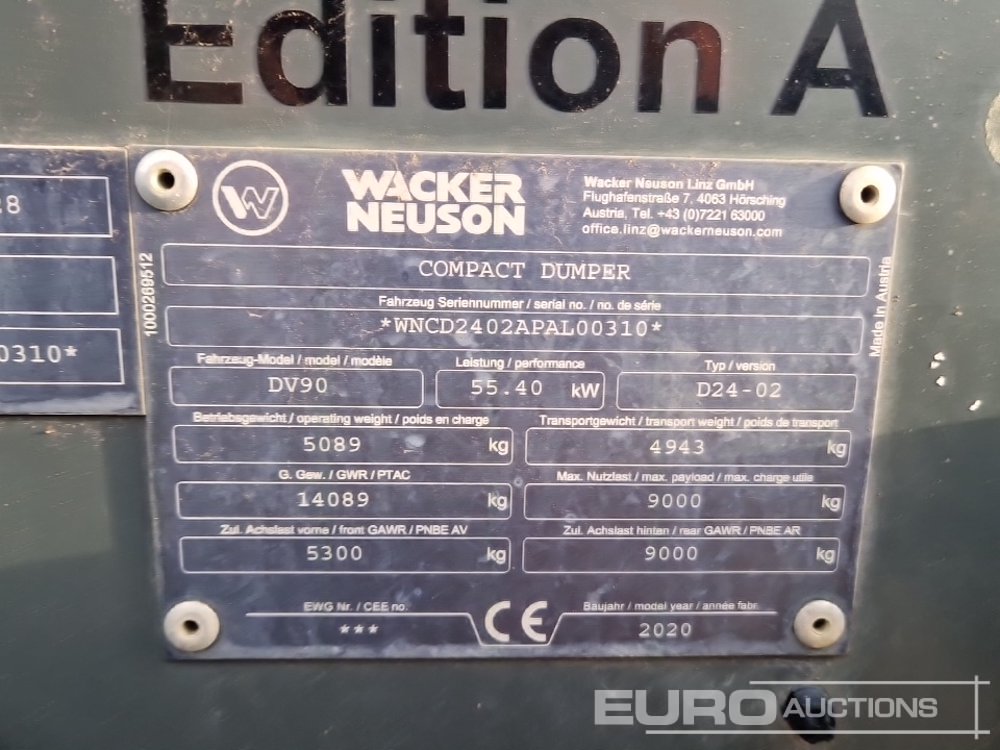 Edition A
28
0310*
1000269512
W
WACKER
NEUSON
Wacker Neuson Linz GmbH
Flughafenstraße 7, 4063 Hörsching
Austria, Tel. +43 (0)7221 63000
office.linz@wackerneuson.com
COMPACT DUMPER
Made in Austria
Fahrzeug Seriennummer / serial no. / no. de série
*WNCD2402APAL00310*
Fahrzeug-Model / model / modèle
DV90
Leistung / performance
55.40 kW
Typ / version
D24-02
Betriebsgewicht / operating weight / poids en charge
5089 kg
Transportgewicht / transport weight / poids de transport
4943 kg
G. Gew. / GWR / PTAC
14089 kg
Max. Nutzlast / max. payload / max. charge utile
9000 kg
Zul. Achslast vorne / front GAWR / PNBE AV
5300 kg
Zul. Achslast hinten / rear GAWR / PNBE AR
9000 kg
EWG Nr. / CEE no.
***
CE
Baujahr / model year / année fabr.
2020
EURO AUCTIONS